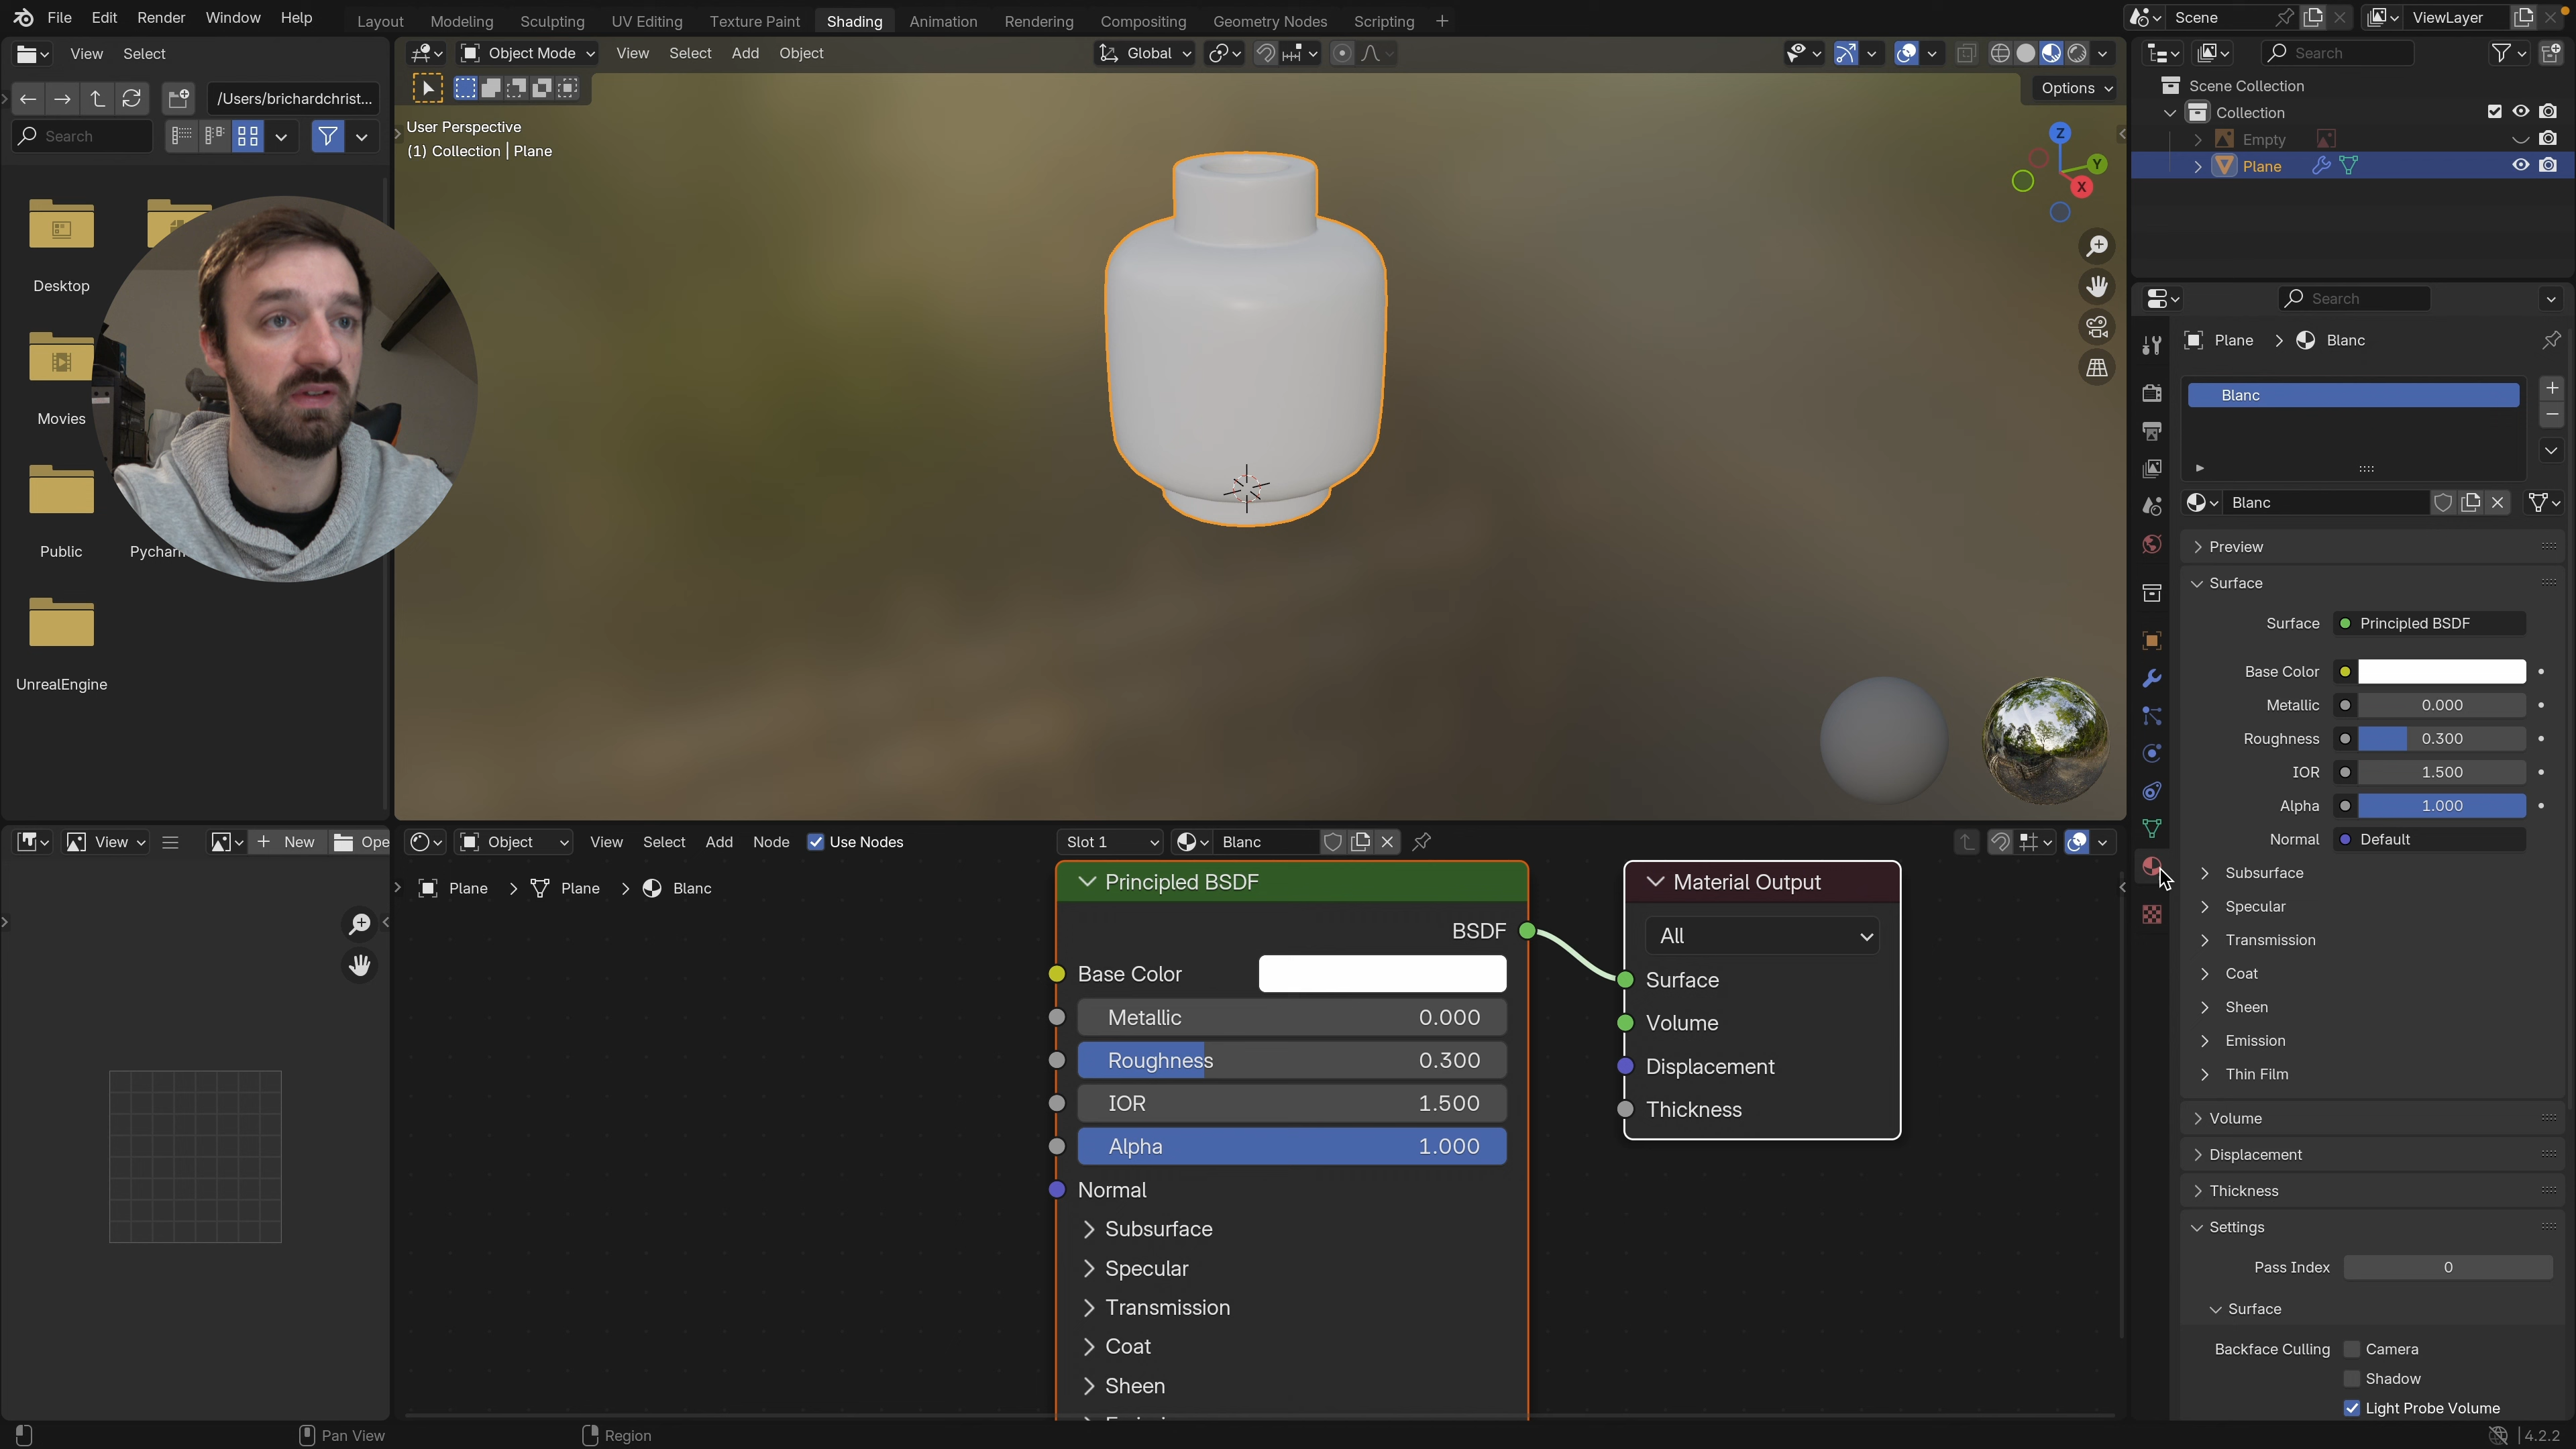 File Edit Render Window Help
Layout Modeling Sculpting UV Editing Texture Paint Shading Animation Rendering Compositing Geometry Nodes Scripting
Scene
ViewLayer
View Select
Object Mode View Select Add Object
Global
Search
/Users/brichardchrist...
Search
Options
User Perspective
(1) Collection | Plane
Z
Y
X
Scene Collection
Collection
Empty
Plane
Desktop
Movies
Public
UnrealEngine
Search
Plane > Blanc
Blanc
Blanc
Preview
Surface
Surface Principled BSDF
Base Color
Metallic 0.000
Roughness 0.300
IOR 1.500
Alpha 1.000
Normal Default
Subsurface
Specular
Transmission
Coat
Sheen
Emission
Thin Film
Volume
Displacement
Thickness
Settings
Pass Index 0
Surface
Backface Culling Camera
Shadow
Light Probe Volume
View New Ope
Object View Select Add Node Use Nodes
Slot 1 Blanc
Plane > Plane > Blanc
Principled BSDF
BSDF
Base Color
Metallic 0.000
Roughness 0.300
IOR 1.500
Alpha 1.000
Normal
Subsurface
Specular
Transmission
Coat
Sheen
Material Output
All
Surface
Volume
Displacement
Thickness
Pan View Region
4.2.2